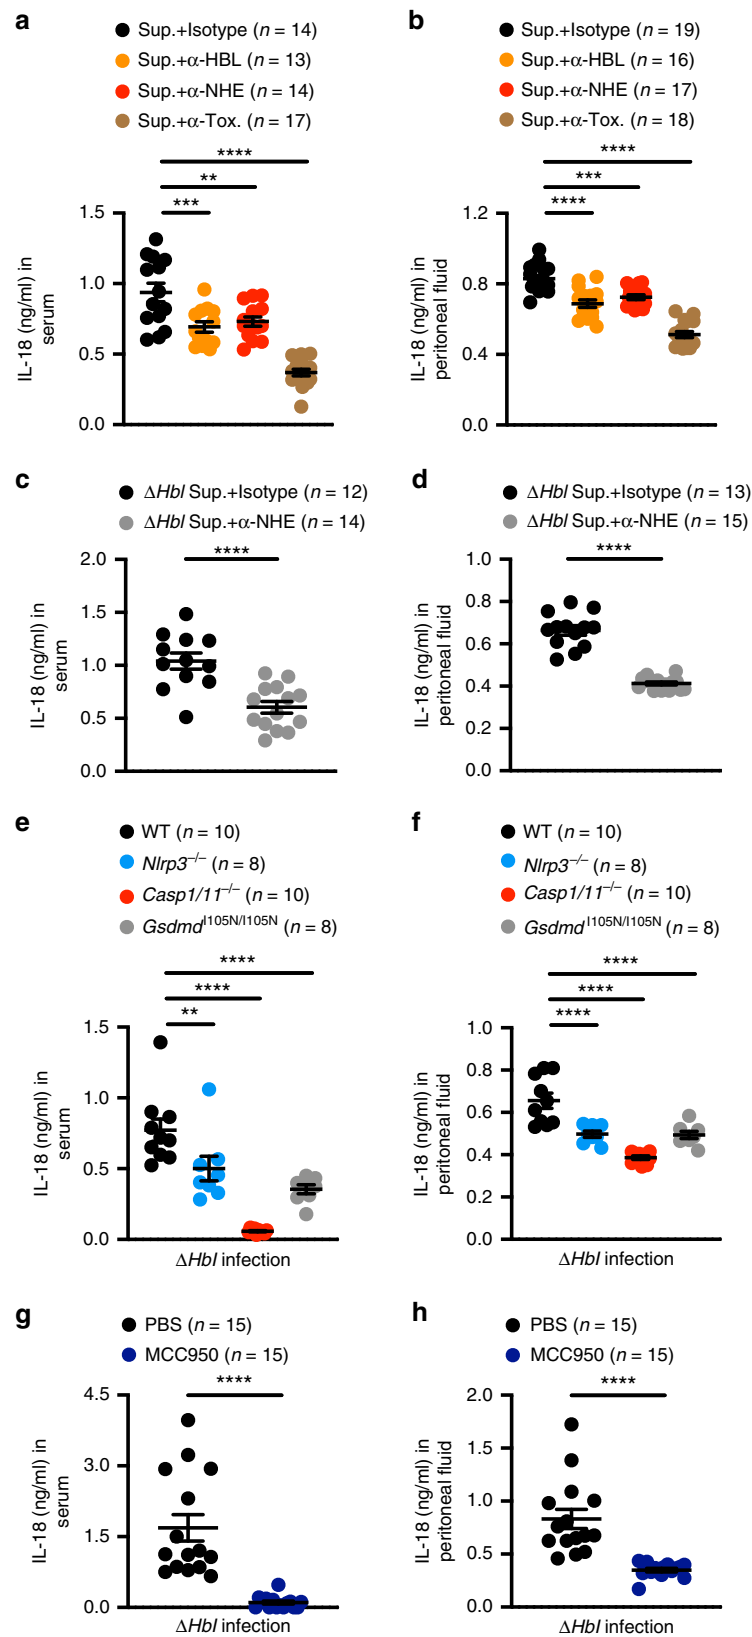 a
Sup.+Isotype (n = 14)
Sup.+α-HBL (n = 13)
Sup.+α-NHE (n = 14)
Sup.+α-Tox. (n = 17)
****
**
***
1.5
1.0
0.5
0.0
IL-18 (ng/ml) in
serum
b
Sup.+Isotype (n = 19)
Sup.+α-HBL (n = 16)
Sup.+α-NHE (n = 17)
Sup.+α-Tox. (n = 18)
****
***
****
1.2
0.8
0.4
0.0
IL-18 (ng/ml) in
peritoneal fluid
c
ΔHbl Sup.+Isotype (n = 12)
ΔHbl Sup.+α-NHE (n = 14)
****
2.0
1.5
1.0
0.5
0.0
IL-18 (ng/ml) in
serum
d
ΔHbl Sup.+Isotype (n = 13)
ΔHbl Sup.+α-NHE (n = 15)
****
1.0
0.8
0.6
0.4
0.2
0.0
IL-18 (ng/ml) in
peritoneal fluid
e
WT (n = 10)
Nlrp3–/– (n = 8)
Casp1/11–/– (n = 10)
GsdmdI105N/I105N (n = 8)
****
****
**
1.5
1.0
0.5
0.0
IL-18 (ng/ml) in
serum
ΔHbl infection
f
WT (n = 10)
Nlrp3–/– (n = 8)
Casp1/11–/– (n = 10)
Gsdmd I105N/I105N (n = 8)
****
****
****
1.0
0.8
0.6
0.4
0.2
0.0
IL-18 (ng/ml) in
peritoneal fluid
ΔHbl infection
g
PBS (n = 15)
MCC950 (n = 15)
****
4.5
3.0
1.5
0.0
IL-18 (ng/ml) in
serum
ΔHbl infection
h
PBS (n = 15)
MCC950 (n = 15)
****
2.0
1.5
1.0
0.5
0.0
IL-18 (ng/ml) in
peritoneal fluid
ΔHbl infection